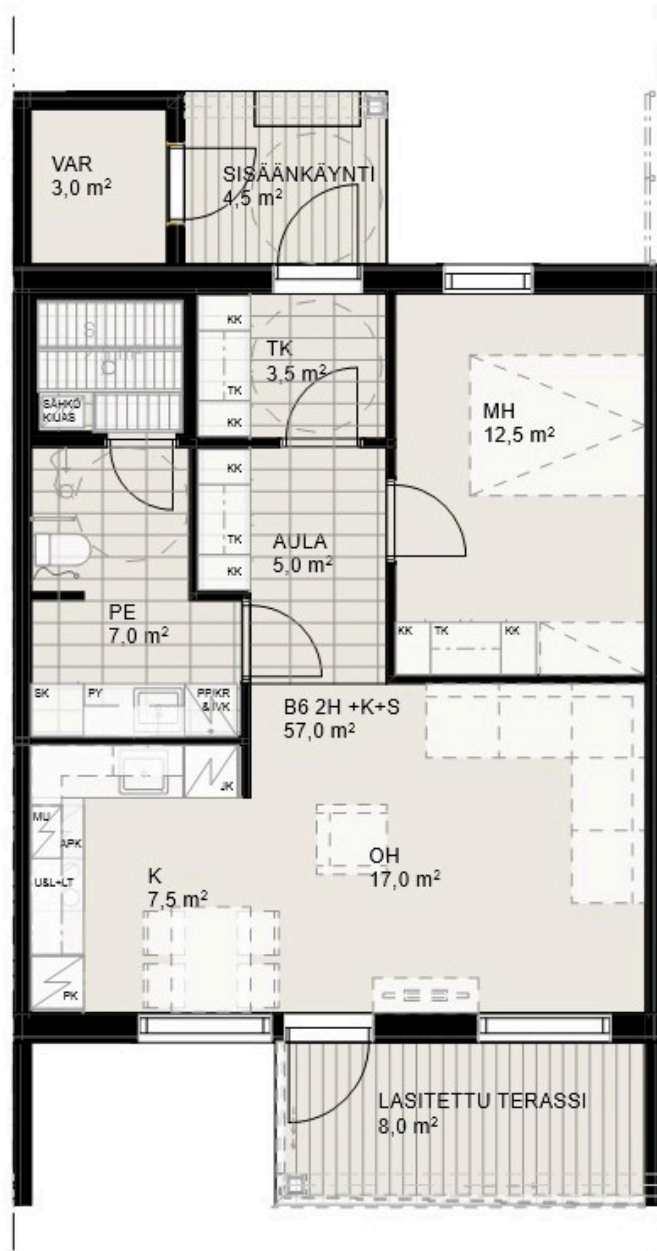 VAR
3,0 m²
SISÄÄNKÄYNTI
4,5 m²
KK
TK
3,5 m²
TK
KK
SÄHKÖ
KIUAS
MH
12,5 m²
KK
AULA
5,0 m²
TK
KK
PE
7,0 m²
KK
TK
KK
SK
PY
PP/KR
& IVK
B6 2H +K+S
57,0 m²
JK
MU
APK
U&L+LT
K
7,5 m²
OH
17,0 m²
PK
LASITETTU TERASSI
8,0 m²